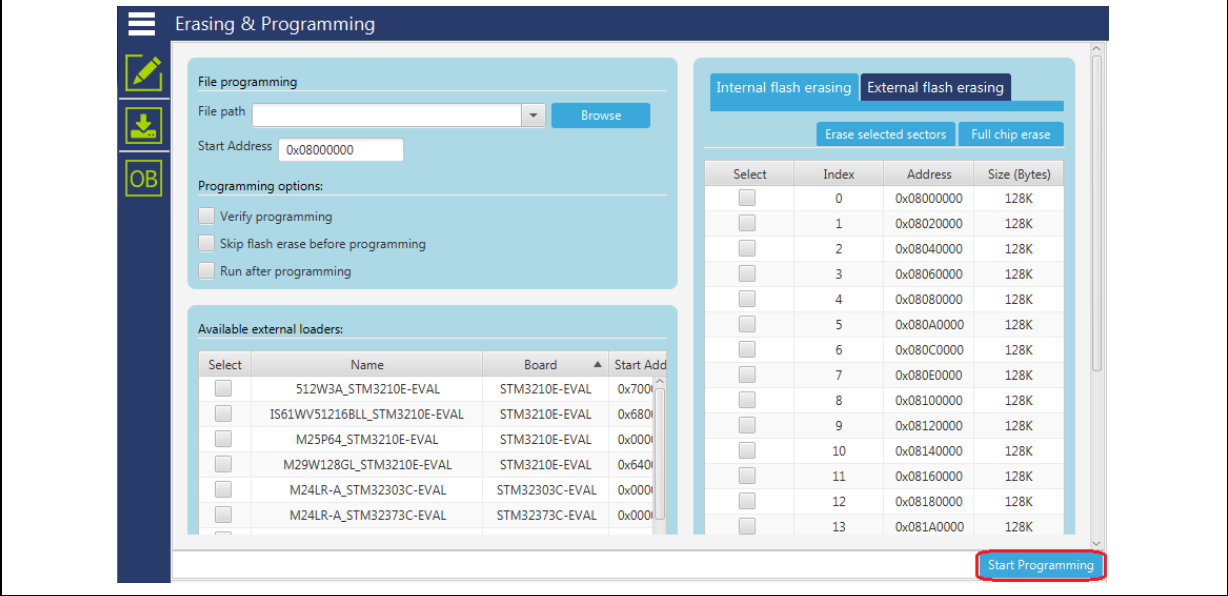 Erasing & Programming
OB
File programming
File path
Browse
Start Address 0x08000000
Programming options:
Verify programming
Skip flash erase before programming
Run after programming
Available external loaders:
Select Name Board Start Add
512W3A_STM3210E-EVAL STM3210E-EVAL 0x700
IS61WV51216BLL_STM3210E-EVAL STM3210E-EVAL 0x680
M25P64_STM3210E-EVAL STM3210E-EVAL 0x000
M29W128GL_STM3210E-EVAL STM3210E-EVAL 0x640
M24LR-A_STM32303C-EVAL STM32303C-EVAL 0x000
M24LR-A_STM32373C-EVAL STM32373C-EVAL 0x000
Internal flash erasing External flash erasing
Erase selected sectors Full chip erase
Select Index Address Size (Bytes)
0 0x08000000 128K
1 0x08020000 128K
2 0x08040000 128K
3 0x08060000 128K
4 0x08080000 128K
5 0x080A0000 128K
6 0x080C0000 128K
7 0x080E0000 128K
8 0x08100000 128K
9 0x08120000 128K
10 0x08140000 128K
11 0x08160000 128K
12 0x08180000 128K
13 0x081A0000 128K
Start Programming